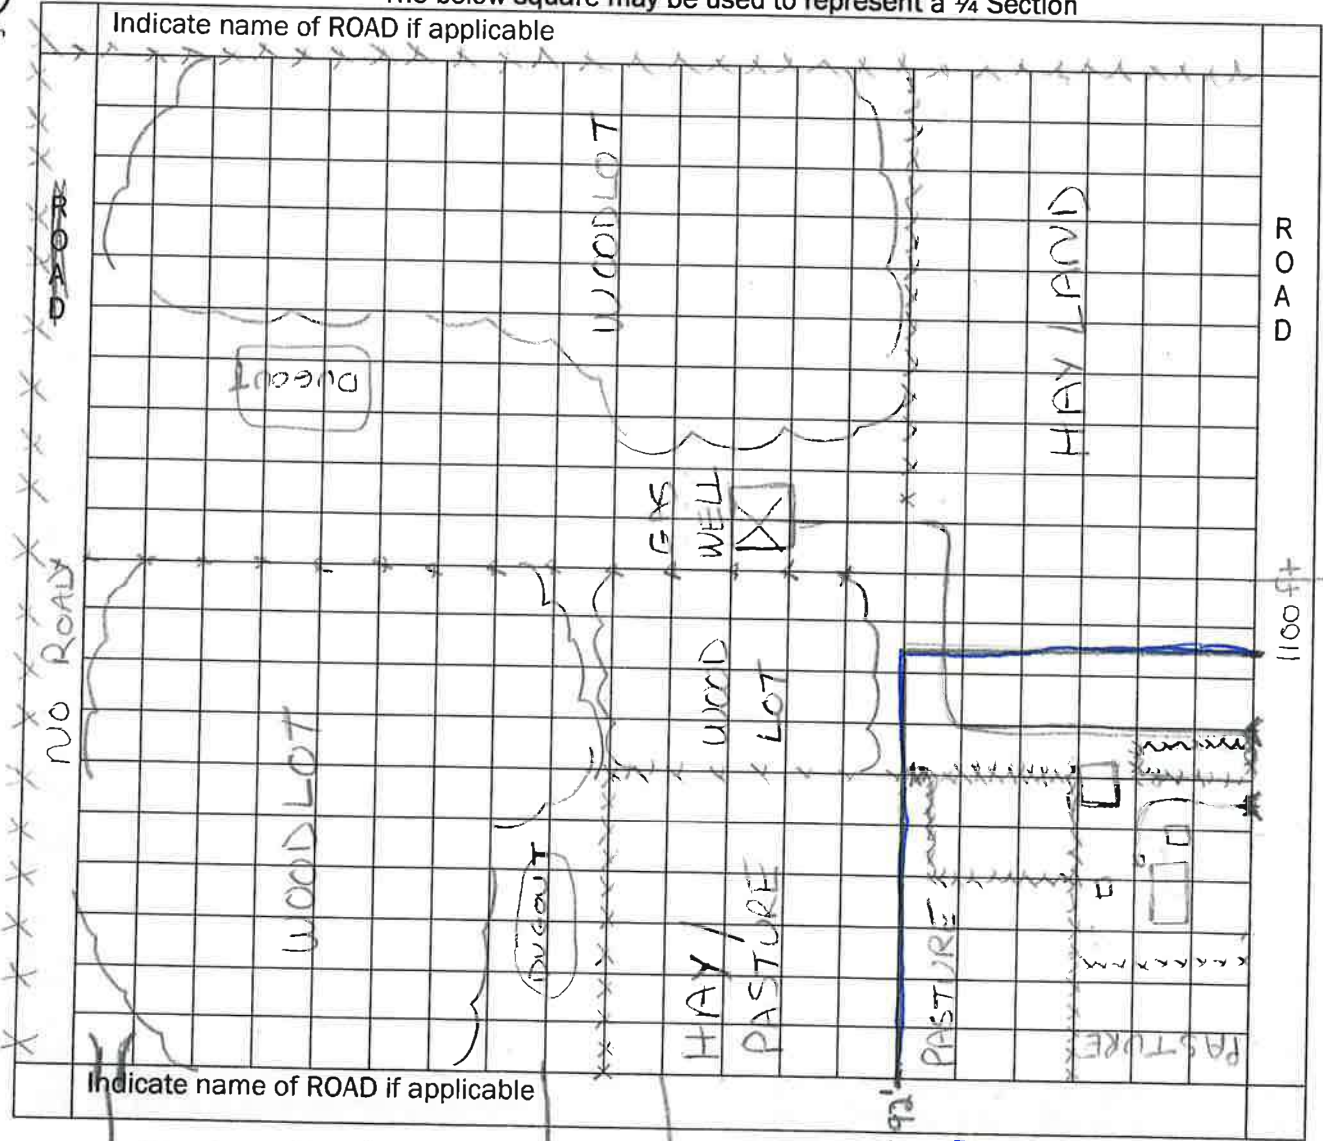 The below square may be used to represent a ¼ Section
Indicate name of ROAD if applicable
ROAD
WOODLOT
HAY LAND
ROAD
DUGOUT
GAS
WELL
NO ROAD
1100 ft
WOOD
LOT
WOODLOT
DUGOUT
HAY /
PASTURE
PASTURE
PASTURE
Indicate name of ROAD if applicable
92'